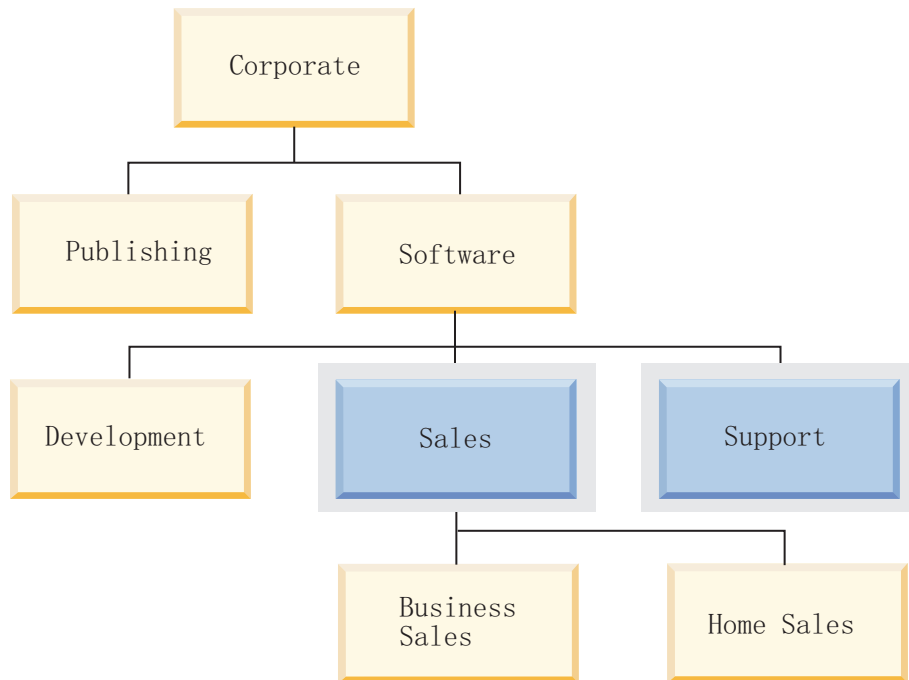 Corporate
Publishing
Software
Development
Sales
Support
Business
Sales
Home Sales